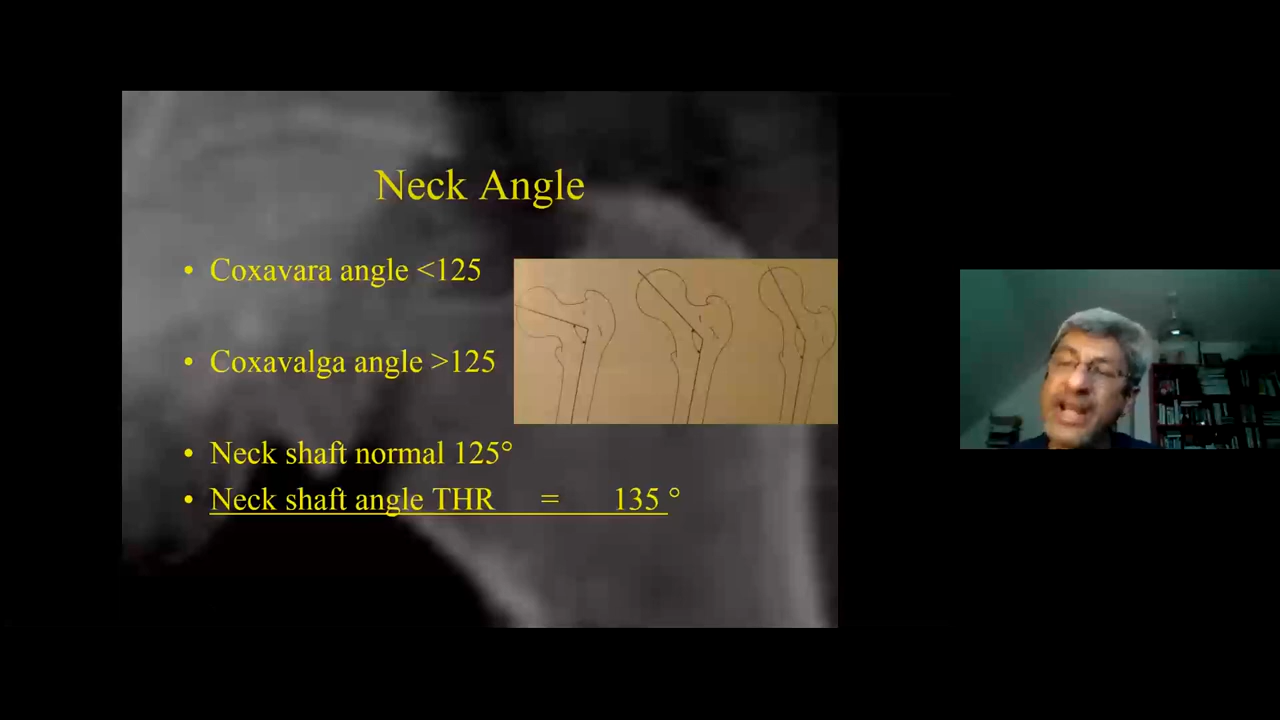 Neck Angle
• Coxavara angle <125
• Coxavalga angle >125
• Neck shaft normal 125°
• Neck shaft angle THR = 135 °